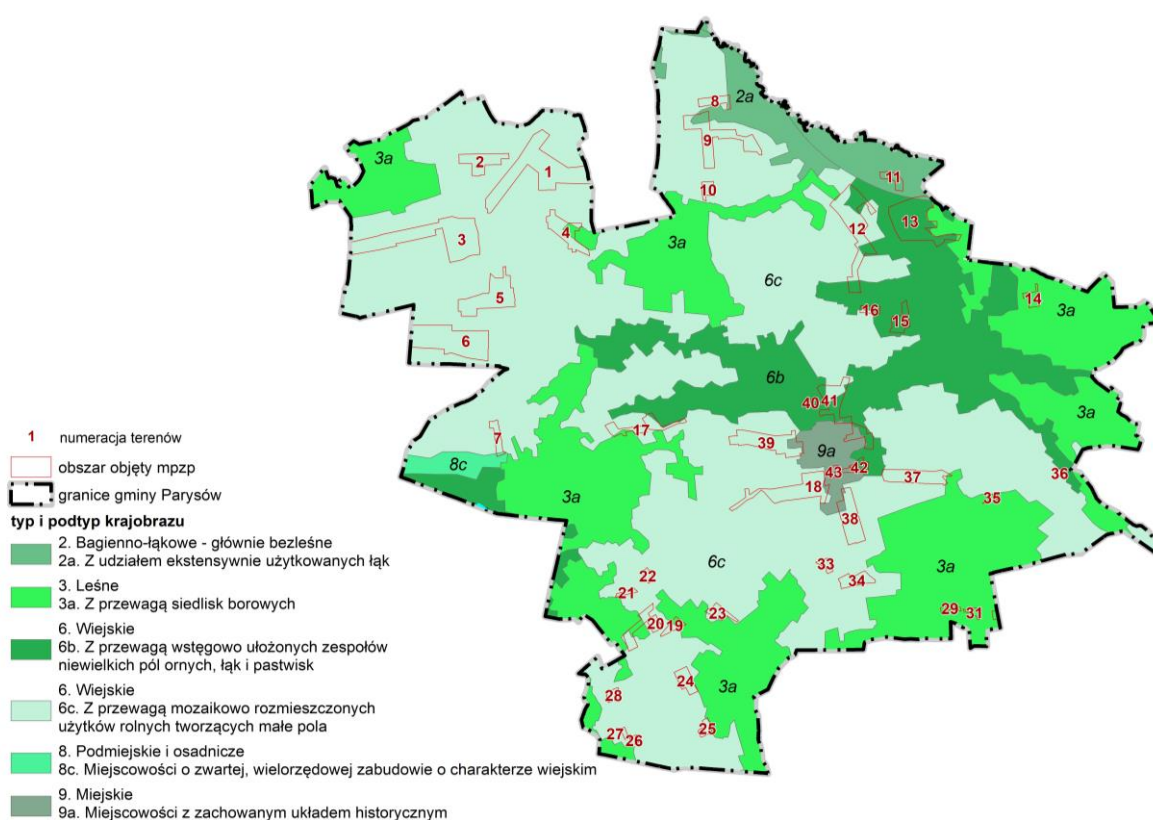 2a
8
3a
2
1
9
10
11
13
12
3
4
3a
6c
5
14
3a
16
15
6
6b
40
41
3a
7
17
39
9a
8c
42
43
18
37
36
3a
35
38
22
6c
33
34
3a
21
23
20
19
29
31
24
3a
28
25
27
26
1 numeracja terenów
obszar objęty mpzp
granice gminy Parysów
typ i podtyp krajobrazu
2. Bagienno-łąkowe - głównie bezleśne
2a. Z udziałem ekstensywnie użytkowanych łąk
3. Leśne
3a. Z przewagą siedlisk borowych
6. Wiejskie
6b. Z przewagą wstęgowo ułożonych zespołów
niewielkich pól ornych, łąk i pastwisk
6. Wiejskie
6c. Z przewagą mozaikowo rozmieszczonych
użytków rolnych tworzących małe pola
8. Podmiejskie i osadnicze
8c. Miejscowości o zwartej, wielorzędowej zabudowie o charakterze wiejskim
9. Miejskie
9a. Miejscowości z zachowanym układem historycznym